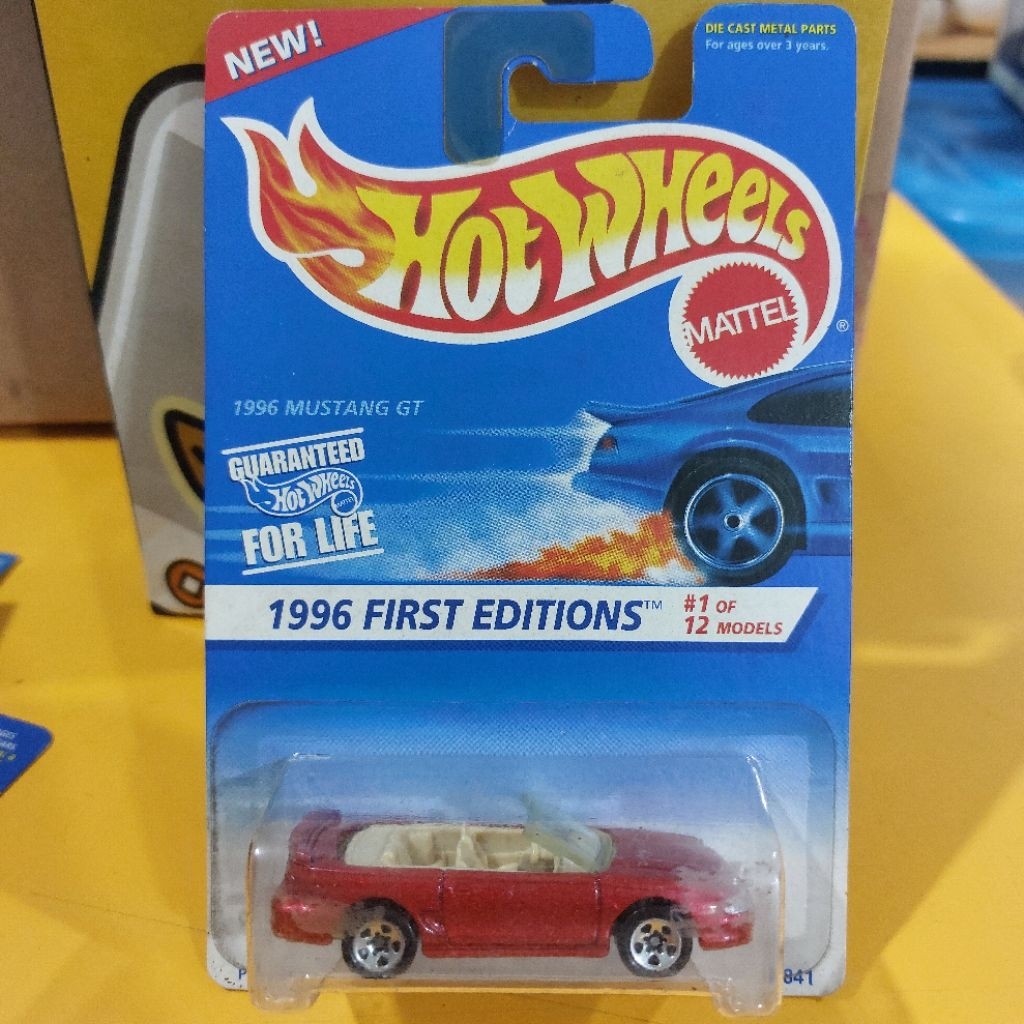 NEW!
DIE CAST METAL PARTS
For ages over 3 years.
HOT WHEELS
MATTEL
®
1996 MUSTANG GT
GUARANTEED
HOT WHEELS
MATTEL
FOR LIFE
1996 FIRST EDITIONS™
#1 OF
12 MODELS
841